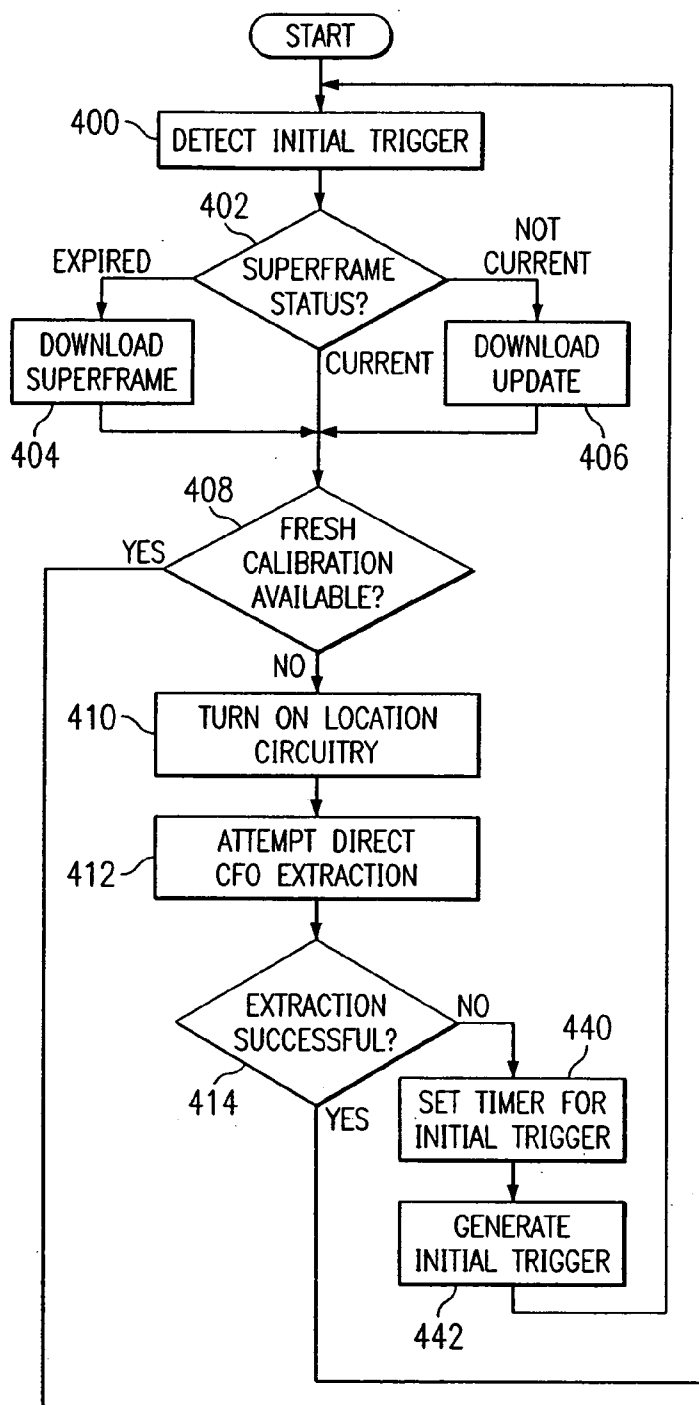 START
400
DETECT INITIAL TRIGGER
402
EXPIRED
SUPERFRAME
STATUS?
NOT
CURRENT
DOWNLOAD
SUPERFRAME
404
CURRENT
DOWNLOAD
UPDATE
406
408
YES
FRESH
CALIBRATION
AVAILABLE?
NO
410
TURN ON LOCATION
CIRCUITRY
412
ATTEMPT DIRECT
CFO EXTRACTION
EXTRACTION
SUCCESSFUL?
414
NO
YES
440
SET TIMER FOR
INITIAL TRIGGER
GENERATE
INITIAL TRIGGER
442